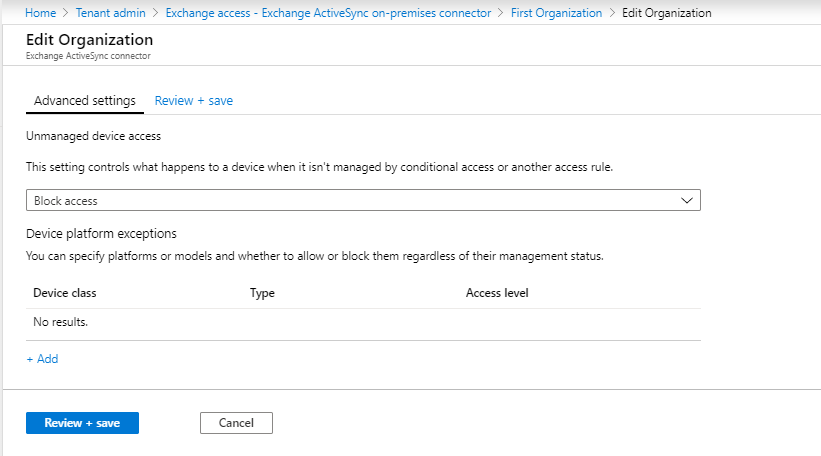 Home > Tenant admin > Exchange access - Exchange ActiveSync on-premises connector > First Organization > Edit Organization
Edit Organization
Exchange ActiveSync connector
Advanced settings Review + save
Unmanaged device access
This setting controls what happens to a device when it isn't managed by conditional access or another access rule.
Block access
Device platform exceptions
You can specify platforms or models and whether to allow or block them regardless of their management status.
Device class Type Access level
No results.
+ Add
Review + save Cancel